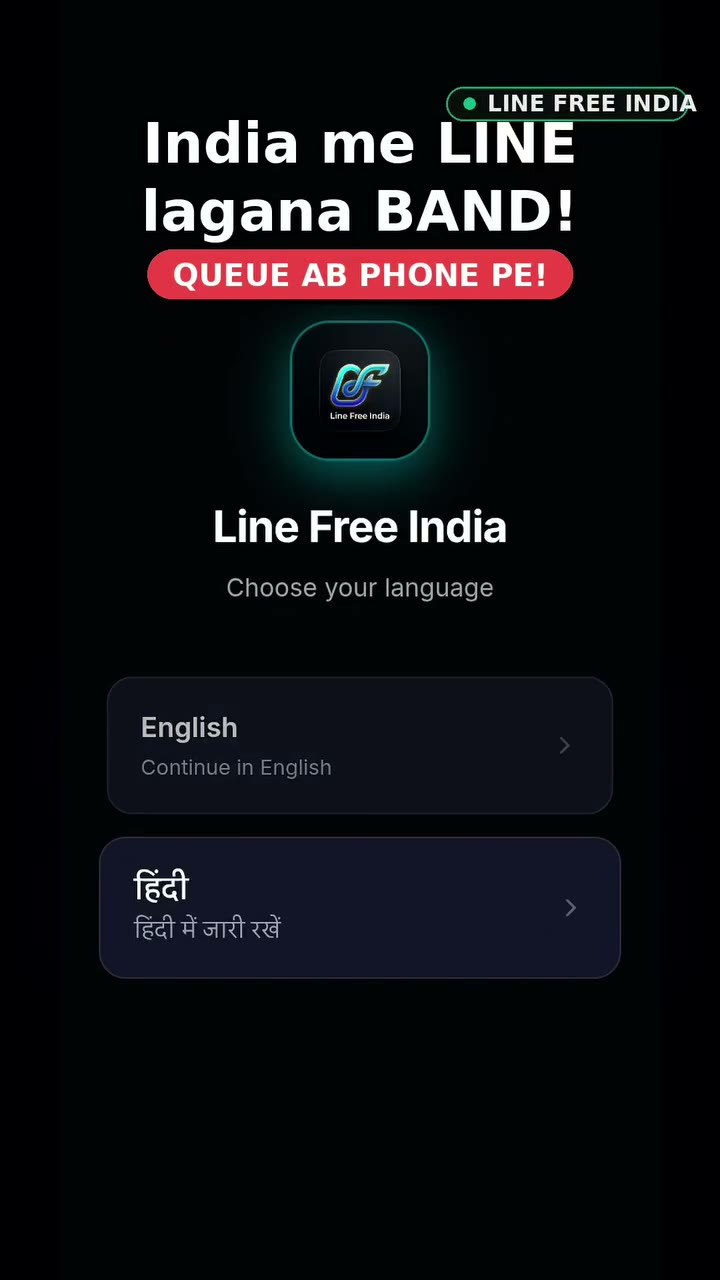 LINE FREE INDIA
India me LINE
lagana BAND!
QUEUE AB PHONE PE!
Line Free India
Line Free India
Choose your language
English
Continue in English
हिंदी
हिंदी में जारी रखें